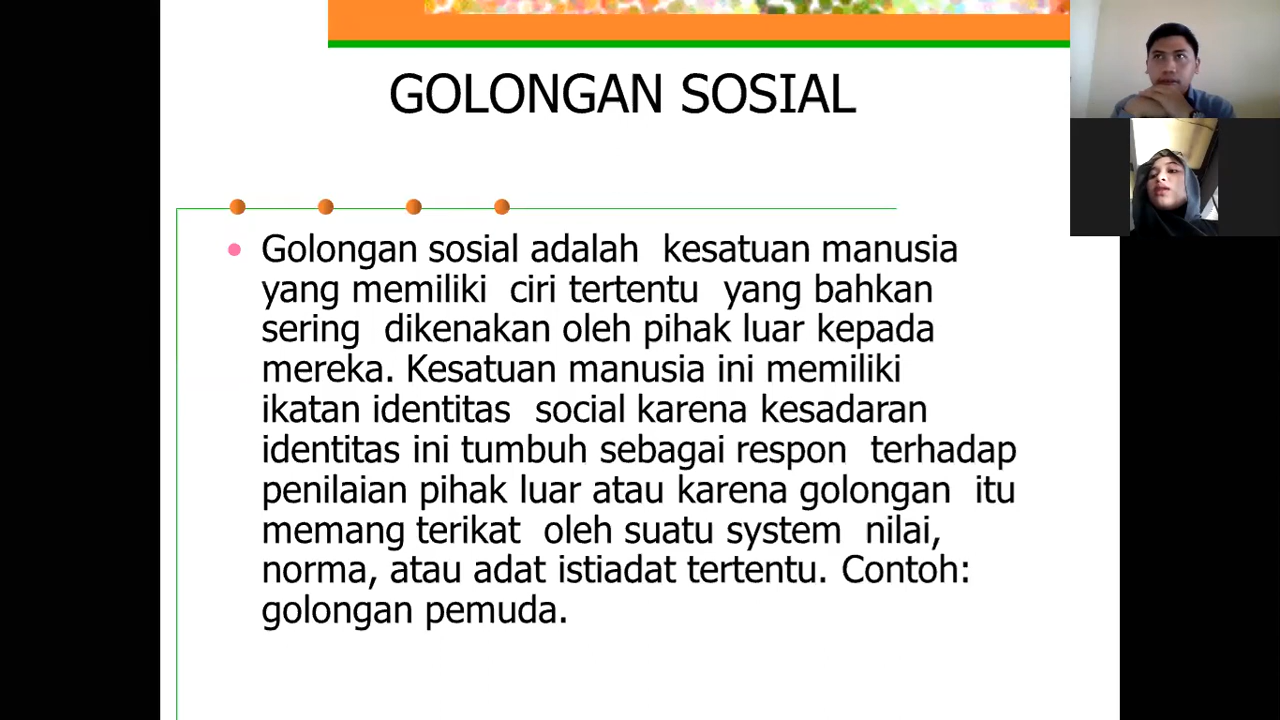 GOLONGAN SOSIAL
Golongan sosial adalah kesatuan manusia
yang memiliki ciri tertentu yang bahkan
sering dikenakan oleh pihak luar kepada
mereka. Kesatuan manusia ini memiliki
ikatan identitas social karena kesadaran
identitas ini tumbuh sebagai respon terhadap
penilaian pihak luar atau karena golongan itu
memang terikat oleh suatu system nilai,
norma, atau adat istiadat tertentu. Contoh:
golongan pemuda.